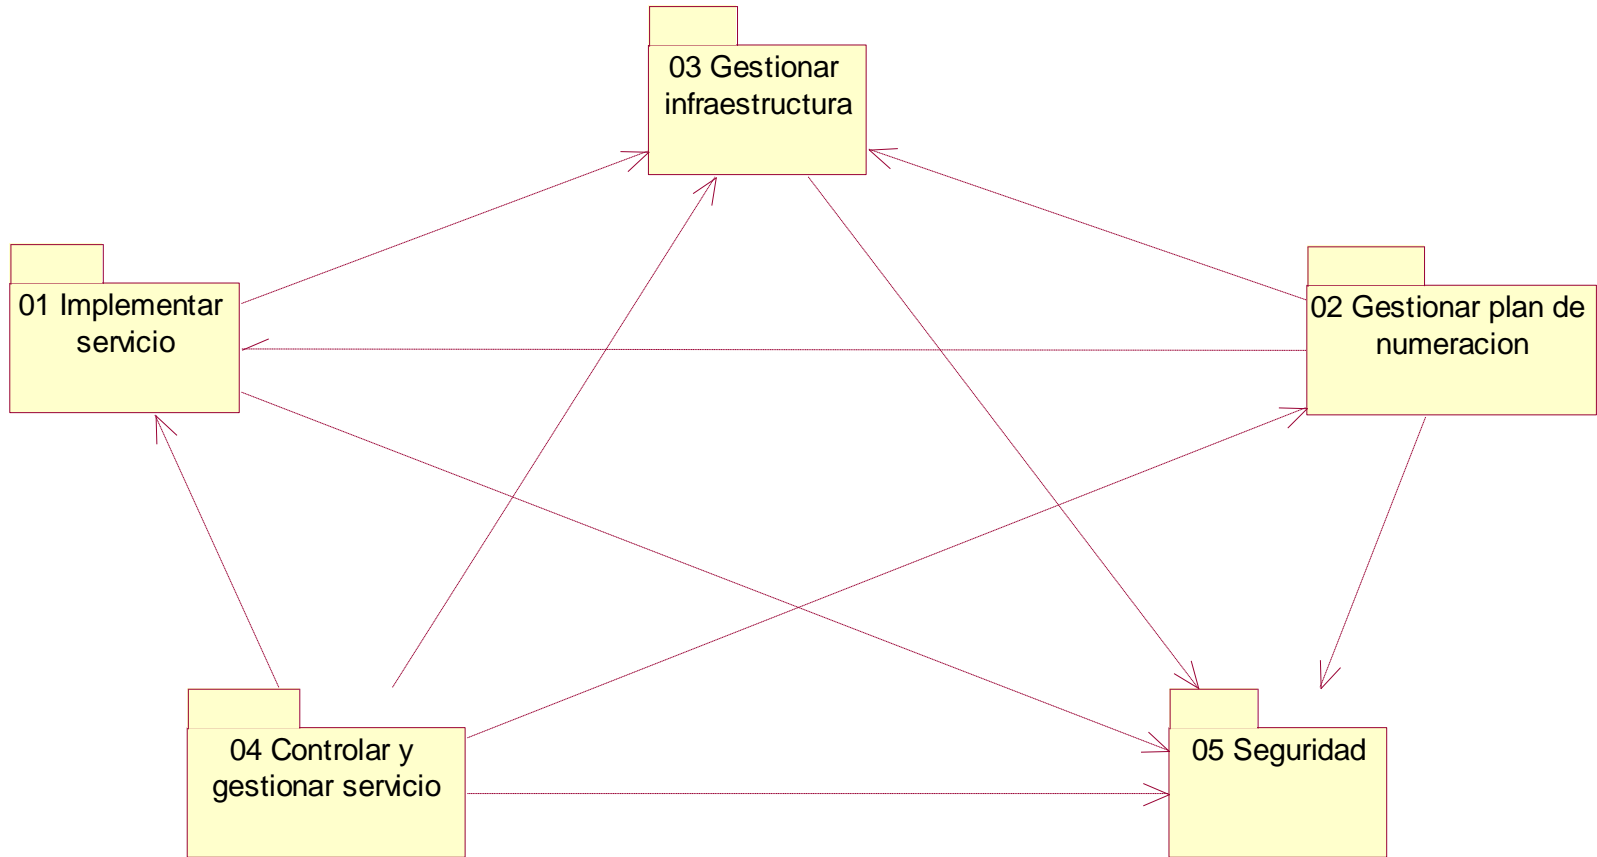 03 Gestionar
infraestructura
01 Implementar
servicio
02 Gestionar plan de
numeracion
04 Controlar y
gestionar servicio
05 Seguridad